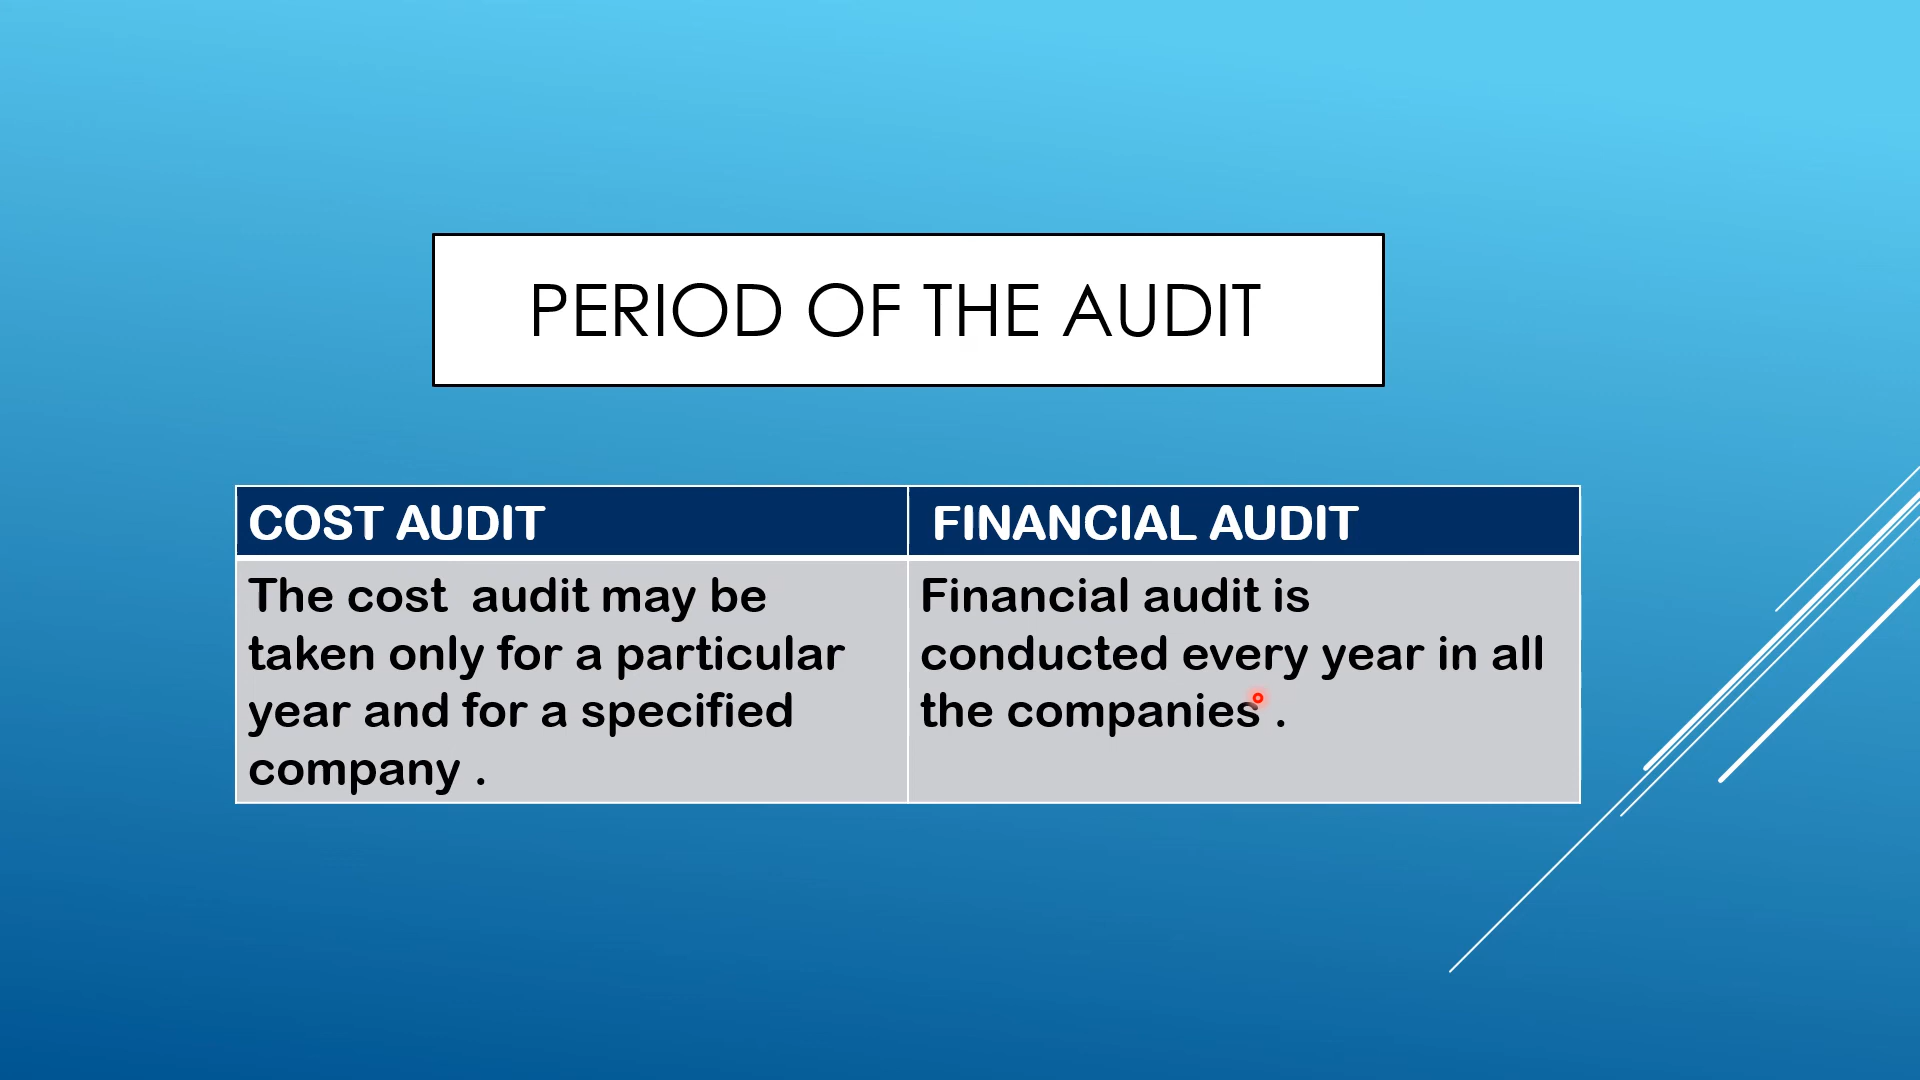 PERIOD OF THE AUDIT
COST AUDIT
FINANCIAL AUDIT
The cost  audit may be
taken only for a particular
year and for a specified
company .
Financial audit is
conducted every year in all
the companies .